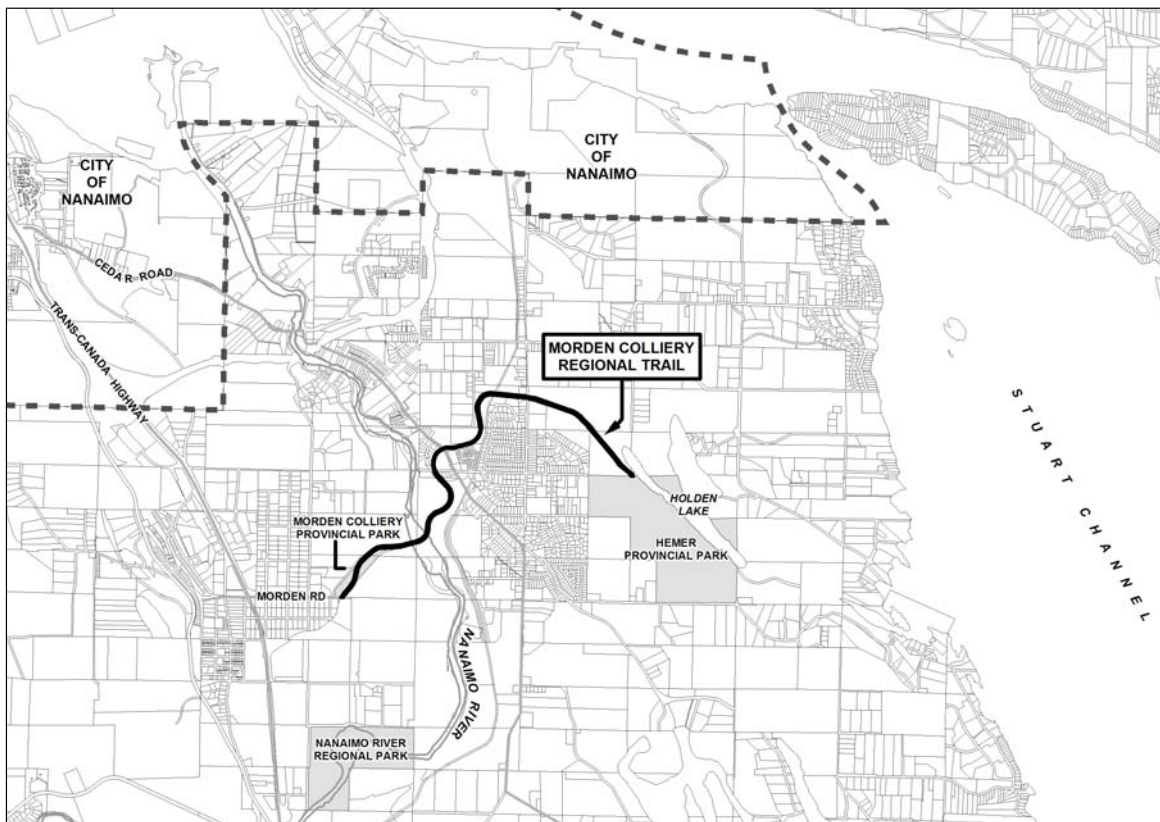 CITY
OF
NANAIMO
CITY
OF
NANAIMO
CEDAR ROAD
TRANS-CANADA HIGHWAY
MORDEN COLLIERY
REGIONAL TRAIL
STUART CHANNEL
HOLDEN
LAKE
MORDEN COLLIERY
PROVINCIAL PARK
HEMER
PROVINCIAL PARK
MORDEN RD
NANAIMO RIVER
NANAIMO RIVER
REGIONAL PARK